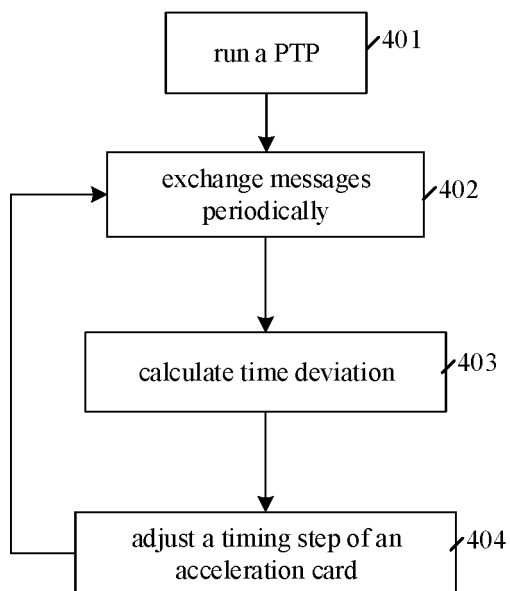 run a PTP
401
exchange messages
periodically
402
calculate time deviation
403
adjust a timing step of an
acceleration card
404